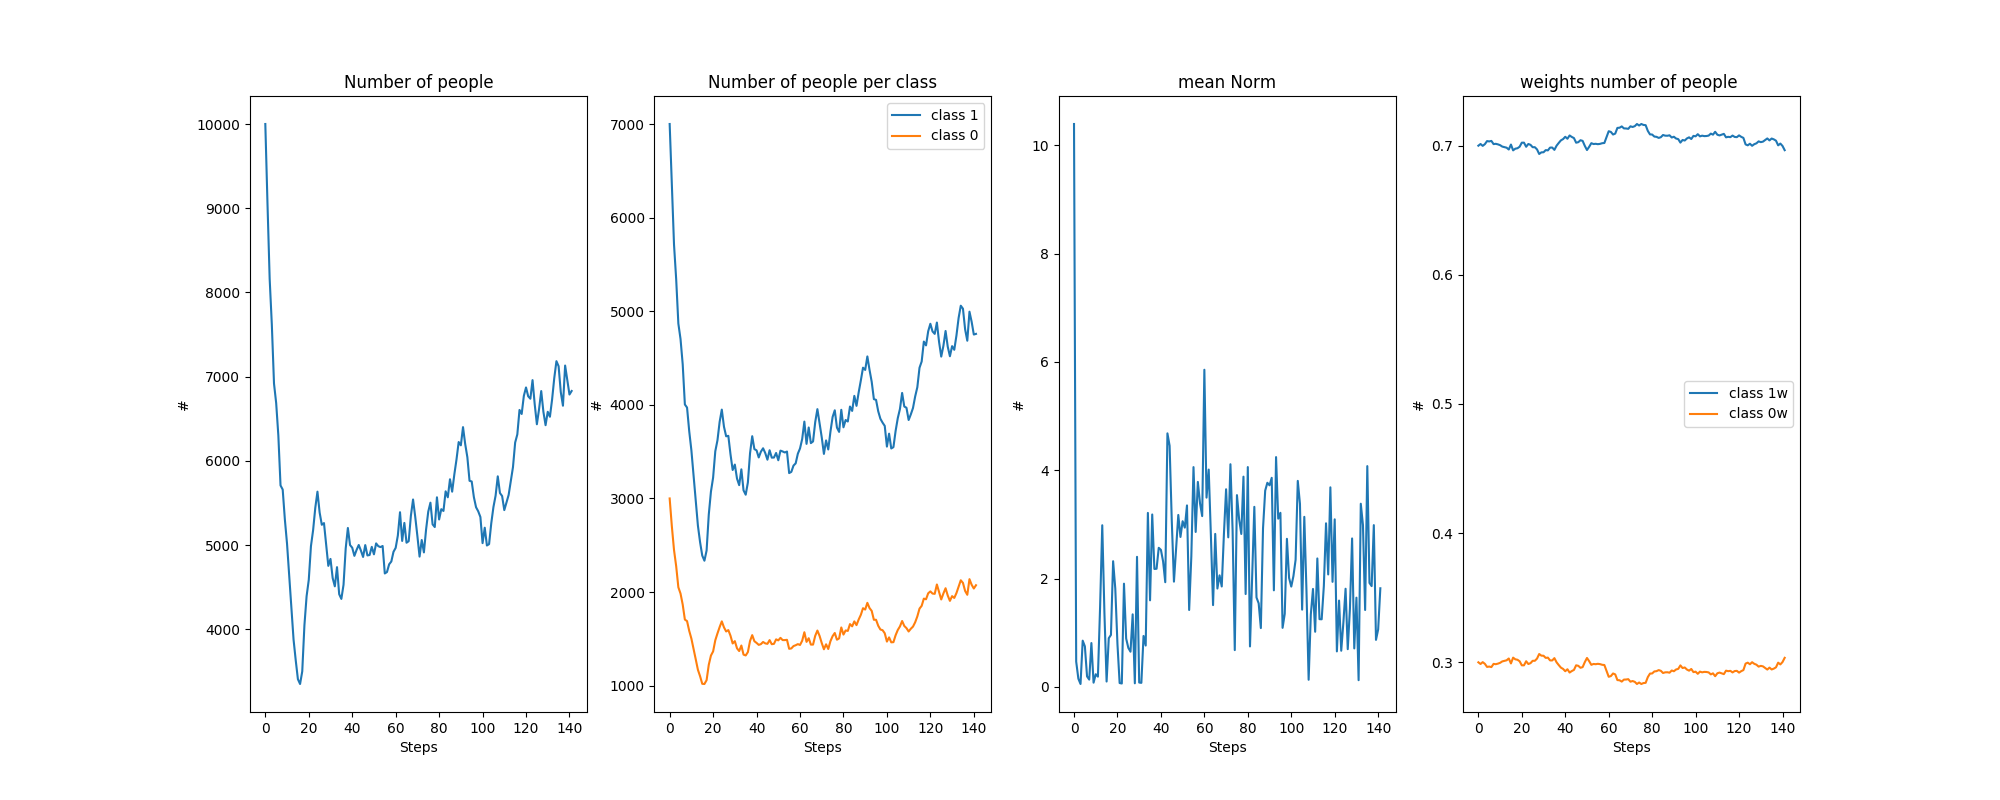 Number of people
10000
9000
8000
7000
6000
5000
4000
#
0 20 40 60 80 100 120 140
Steps
Number of people per class
class 1
class 0
7000
6000
5000
4000
3000
2000
1000
#
0 20 40 60 80 100 120 140
Steps
mean Norm
10
8
6
4
2
0
#
0 20 40 60 80 100 120 140
Steps
weights number of people
0.7
0.6
0.5
0.4
0.3
#
class 1w
class 0w
0 20 40 60 80 100 120 140
Steps